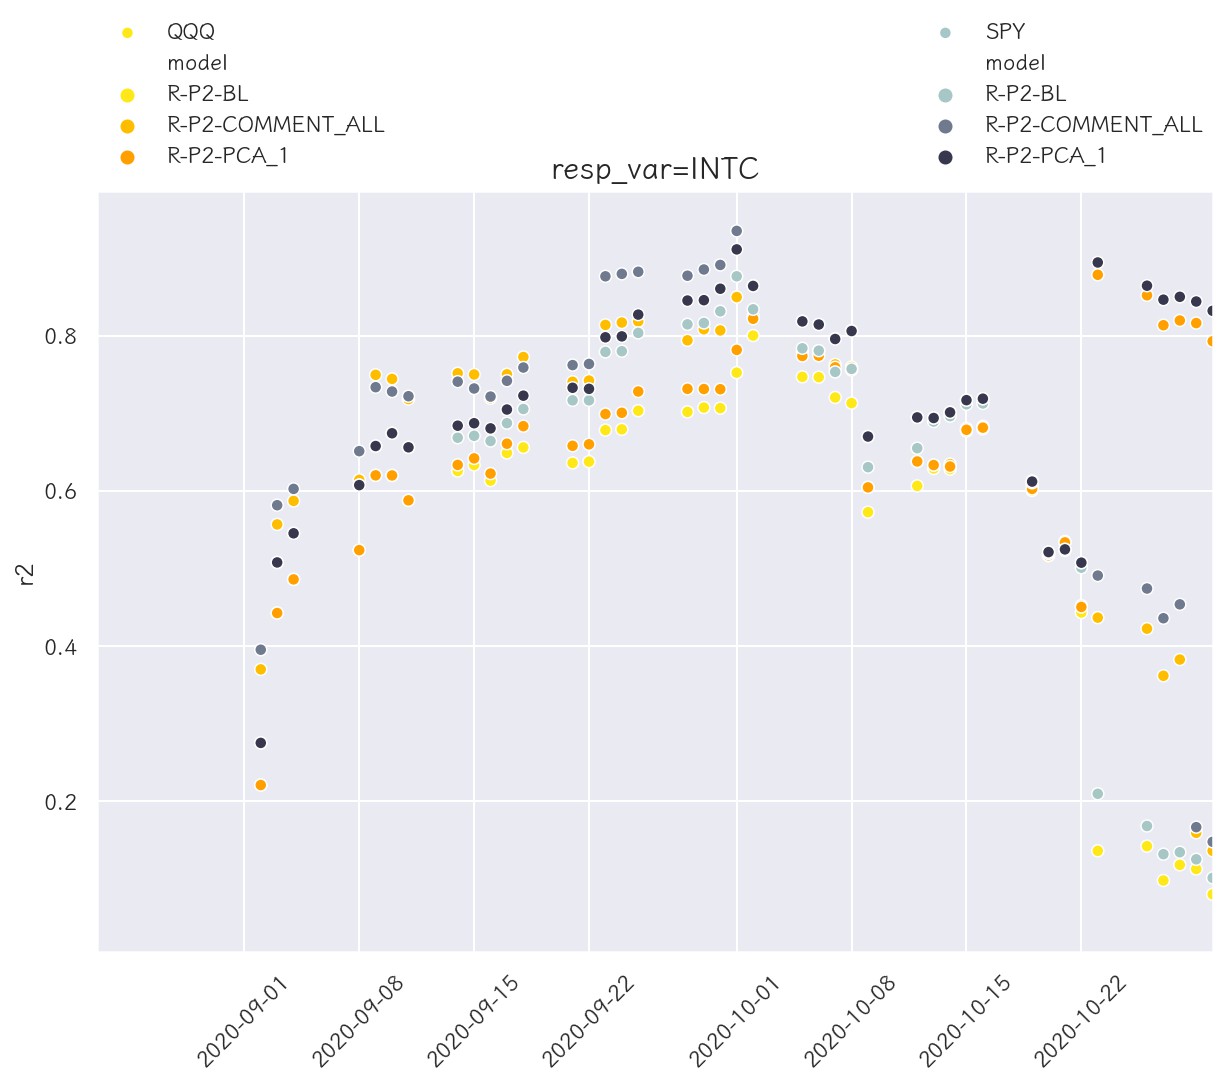 QQQ
model
R-P2-BL
R-P2-COMMENT_ALL
R-P2-PCA_1
SPY
model
R-P2-BL
R-P2-COMMENT_ALL
R-P2-PCA_1
resp_var=INTC
r2
0.8
0.6
0.4
0.2
2020-09-01
2020-09-08
2020-09-15
2020-09-22
2020-10-01
2020-10-08
2020-10-15
2020-10-22